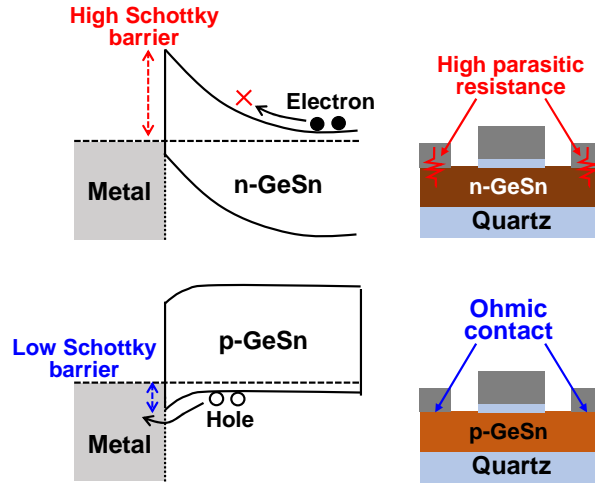 High Schottky
barrier
Electron
Metal
n-GeSn
High parasitic
resistance
n-GeSn
Quartz
Low Schottky
barrier
p-GeSn
Hole
Metal
Ohmic
contact
p-GeSn
Quartz